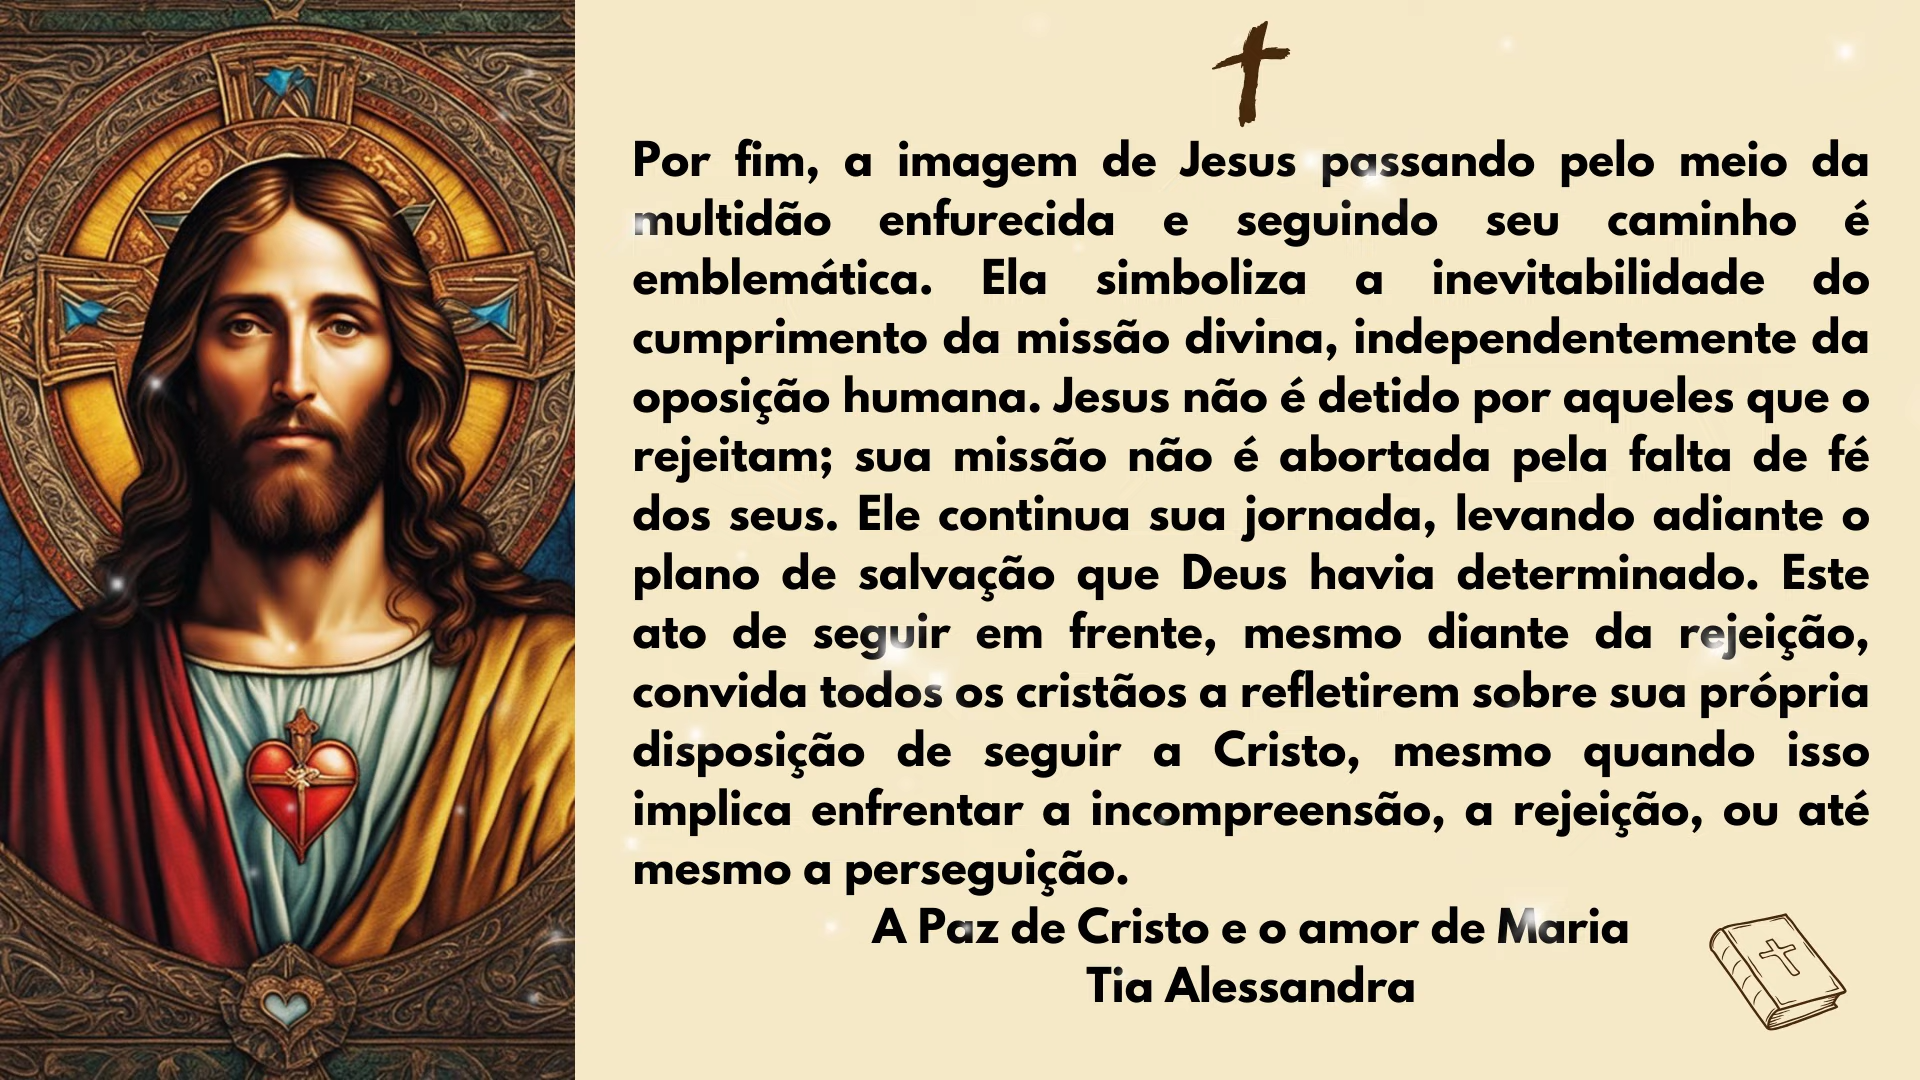 Por fim, a imagem de Jesus passando pelo meio da
multidão enfurecida e seguindo seu caminho é
emblemática. Ela simboliza a inevitabilidade do
cumprimento da missão divina, independentemente da
oposição humana. Jesus não é detido por aqueles que o
rejeitam; sua missão não é abortada pela falta de fé
dos seus. Ele continua sua jornada, levando adiante o
plano de salvação que Deus havia determinado. Este
ato de seguir em frente, mesmo diante da rejeição,
convida todos os cristãos a refletirem sobre sua própria
disposição de seguir a Cristo, mesmo quando isso
implica enfrentar a incompreensão, a rejeição, ou até
mesmo a perseguição.
A Paz de Cristo e o amor de Maria
Tia Alessandra